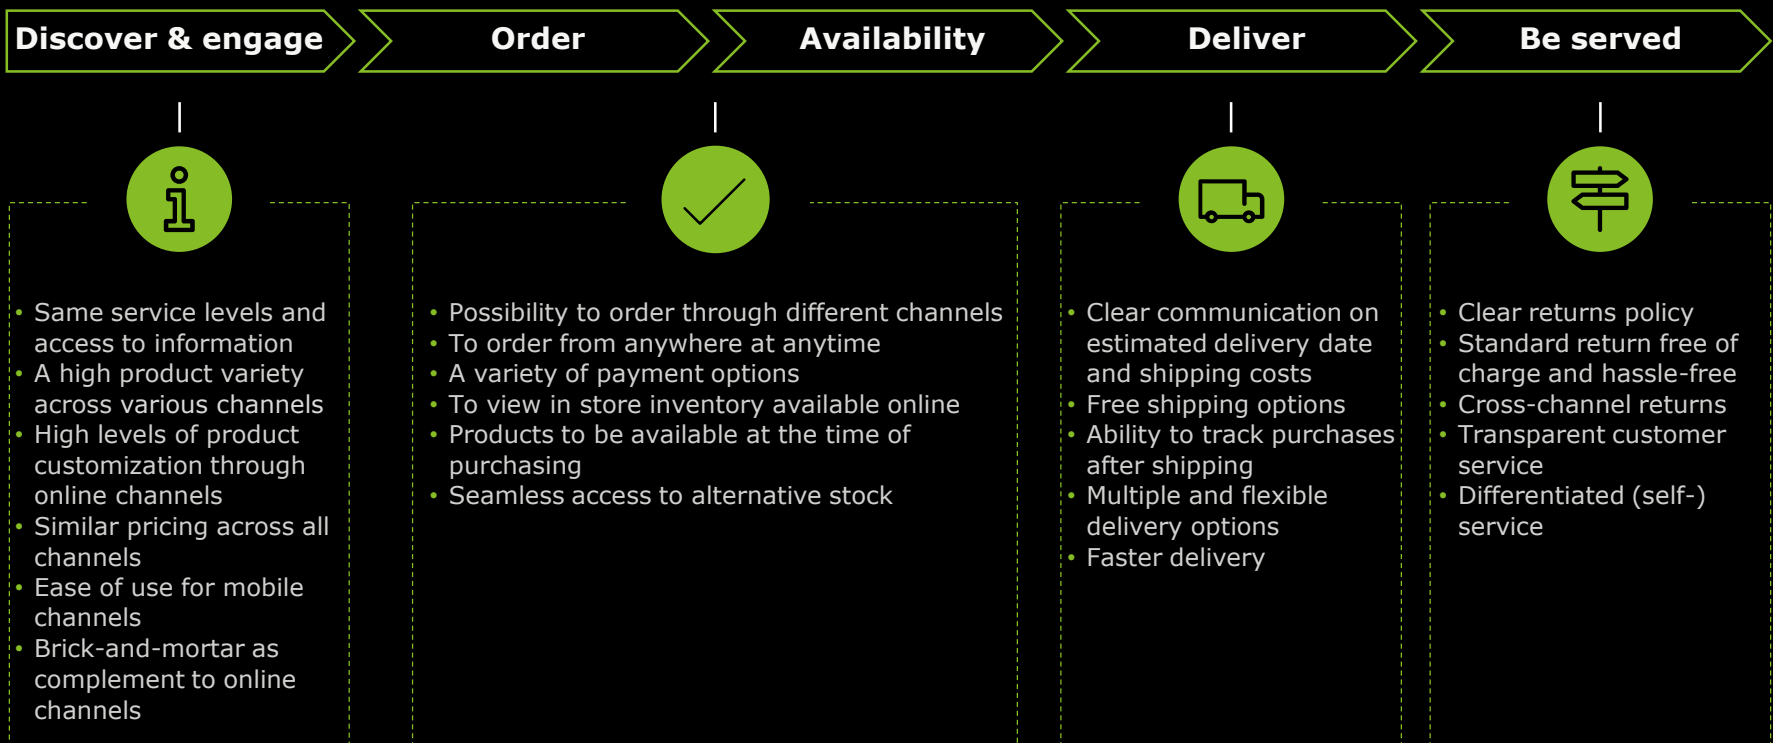 Discover & engage
Order
Availability
Deliver
Be served
• Same service levels and
access to information
• A high product variety
across various channels
• High levels of product
customization through
online channels
• Similar pricing across all
channels
• Ease of use for mobile
channels
• Brick-and-mortar as
complement to online
channels
• Possibility to order through different channels
• To order from anywhere at anytime
• A variety of payment options
• To view in store inventory available online
• Products to be available at the time of
purchasing
• Seamless access to alternative stock
• Clear communication on
estimated delivery date
and shipping costs
• Free shipping options
• Ability to track purchases
after shipping
• Multiple and flexible
delivery options
• Faster delivery
• Clear returns policy
• Standard return free of
charge and hassle-free
• Cross-channel returns
• Transparent customer
service
• Differentiated (self-)
service